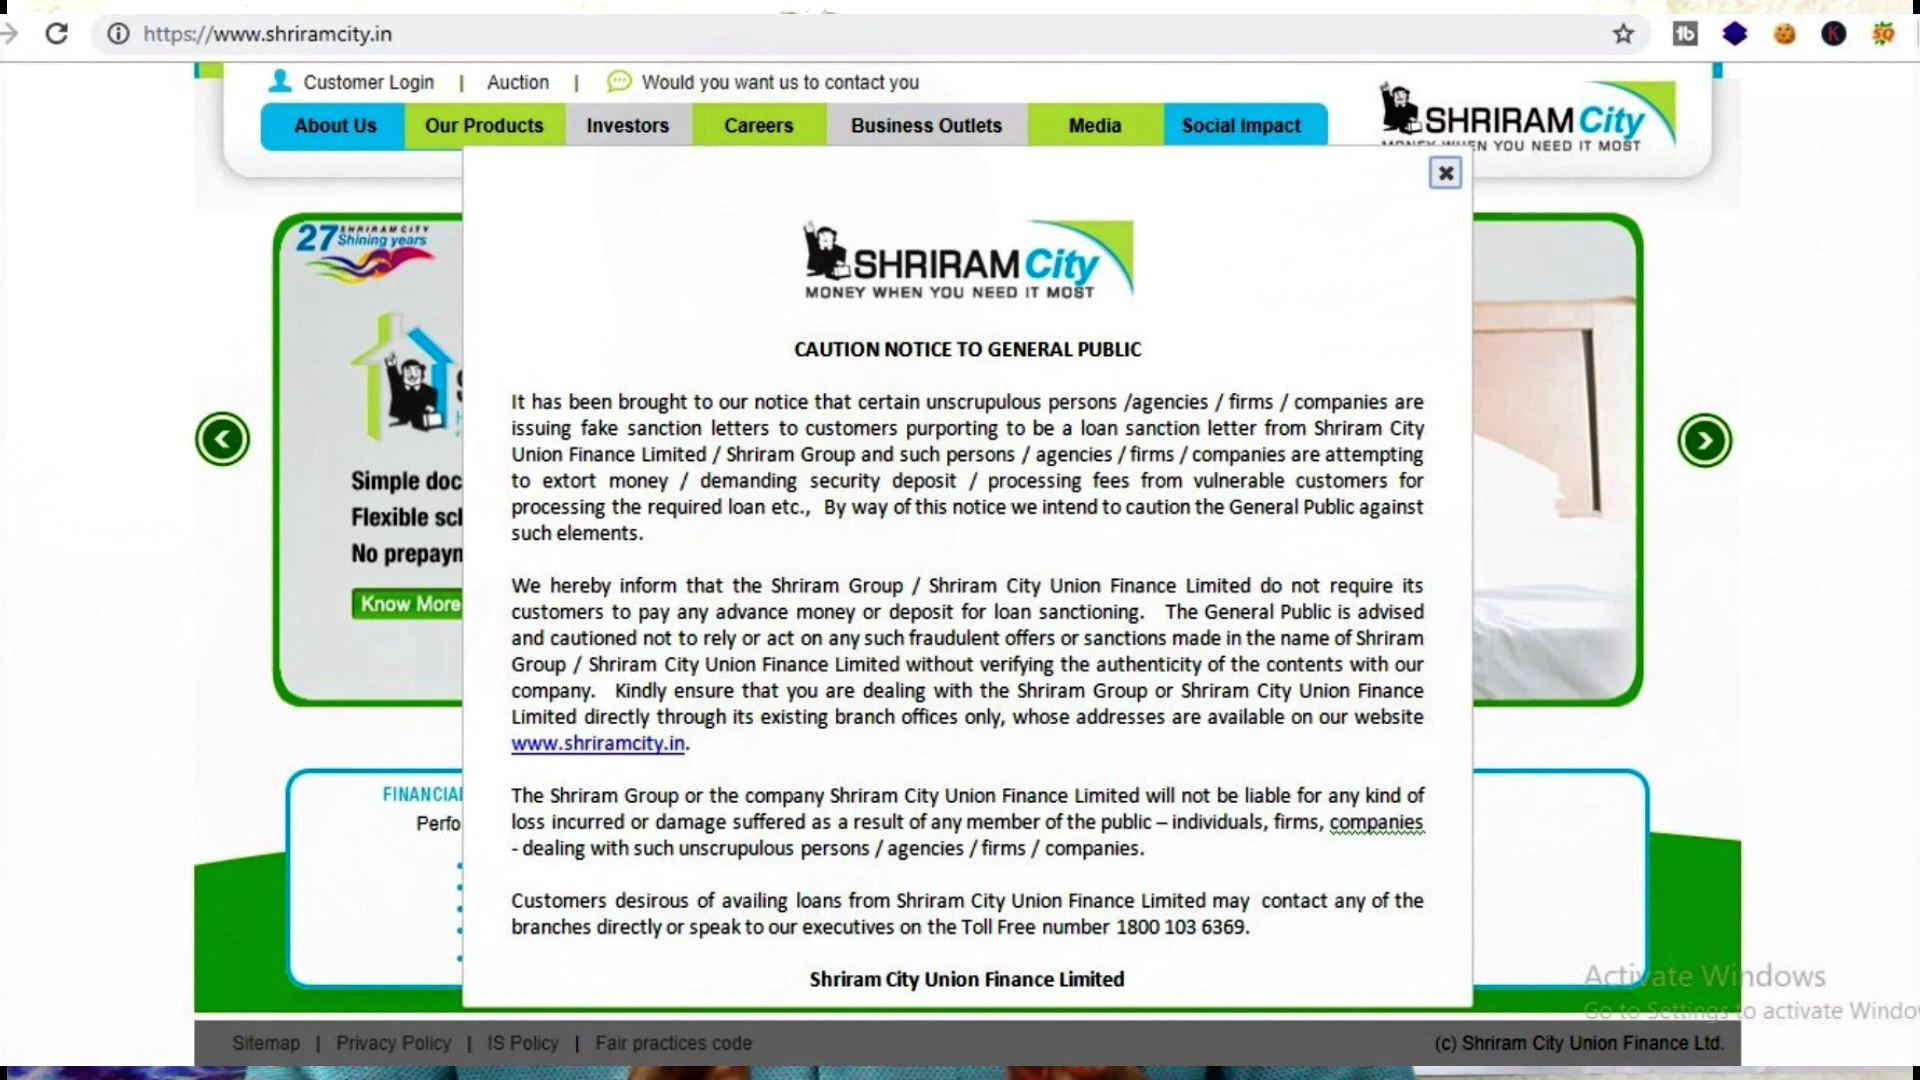 https://www.shriramcity.in
Customer Login | Auction | Would you want us to contact you
About Us Our Products Investors Careers Business Outlets Media Social Impact
SHRIRAM City
MONEY WHEN YOU NEED IT MOST
27 SHRIRAM CITY
Shining years
Simple doc
Flexible scl
No prepayn
Know More
SHRIRAM City
MONEY WHEN YOU NEED IT MOST
CAUTION NOTICE TO GENERAL PUBLIC
It has been brought to our notice that certain unscrupulous persons /agencies / firms / companies are
issuing fake sanction letters to customers purporting to be a loan sanction letter from Shriram City
Union Finance Limited / Shriram Group and such persons / agencies / firms / companies are attempting
to extort money / demanding security deposit / processing fees from vulnerable customers for
processing the required loan etc., By way of this notice we intend to caution the General Public against
such elements.
We hereby inform that the Shriram Group / Shriram City Union Finance Limited do not require its
customers to pay any advance money or deposit for loan sanctioning. The General Public is advised
and cautioned not to rely or act on any such fraudulent offers or sanctions made in the name of Shriram
Group / Shriram City Union Finance Limited without verifying the authenticity of the contents with our
company. Kindly ensure that you are dealing with the Shriram Group or Shriram City Union Finance
Limited directly through its existing branch offices only, whose addresses are available on our website
www.shriramcity.in.
The Shriram Group or the company Shriram City Union Finance Limited will not be liable for any kind of
loss incurred or damage suffered as a result of any member of the public – individuals, firms, companies
- dealing with such unscrupulous persons / agencies / firms / companies.
Customers desirous of availing loans from Shriram City Union Finance Limited may contact any of the
branches directly or speak to our executives on the Toll Free number 1800 103 6369.
Shriram City Union Finance Limited
FINANCIAL
Perfo
Activate Windows
Go to Settings to activate Windo
Sitemap | Privacy Policy | IS Policy | Fair practices code
(c) Shriram City Union Finance Ltd.